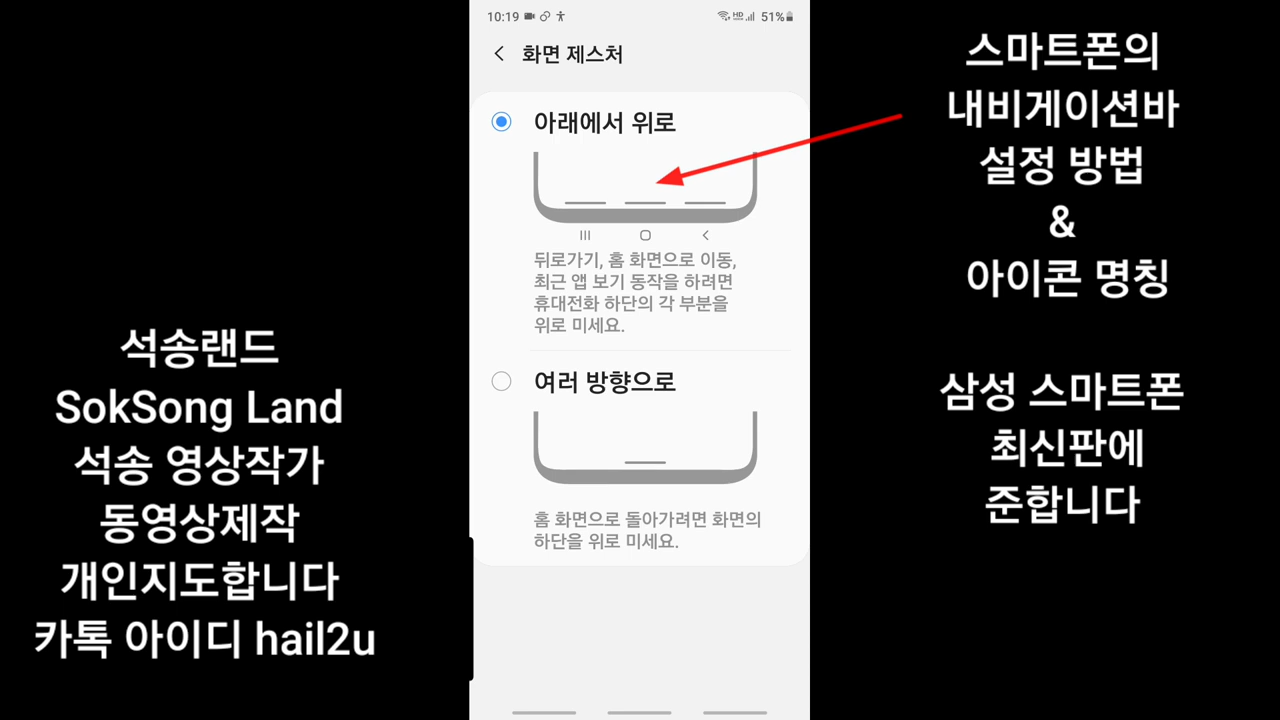 석송랜드
SokSong Land
석송 영상작가
동영상제작
개인지도합니다
카톡 아이디 hail2u
10:19
HD
51%
화면 제스처
아래에서 위로
뒤로가기, 홈 화면으로 이동,
최근 앱 보기 동작을 하려면
휴대전화 하단의 각 부분을
위로 미세요.
여러 방향으로
홈 화면으로 돌아가려면 화면의
하단을 위로 미세요.
스마트폰의
내비게이션바
설정 방법
&
아이콘 명칭
삼성 스마트폰
최신판에
준합니다